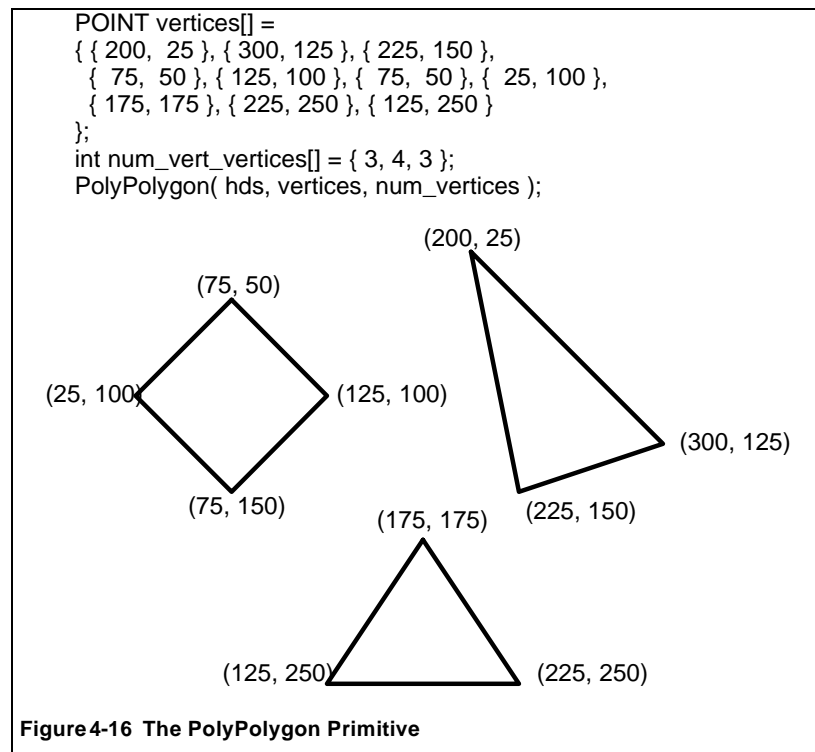 POINT vertices[] =
{ { 200,  25 }, { 300, 125 }, { 225, 150 },
{  75,  50 }, { 125, 100 }, {  75,  50 }, {  25, 100 },
{ 175, 175 }, { 225, 250 }, { 125, 250 }
};
int num_vert_vertices[] = { 3, 4, 3 };
PolyPolygon( hds, vertices, num_vertices );
(200, 25)
(75, 50)
(25, 100)
(125, 100)
(300, 125)
(75, 150)
(225, 150)
(175, 175)
(125, 250)
(225, 250)
Figure 4-16  The PolyPolygon Primitive